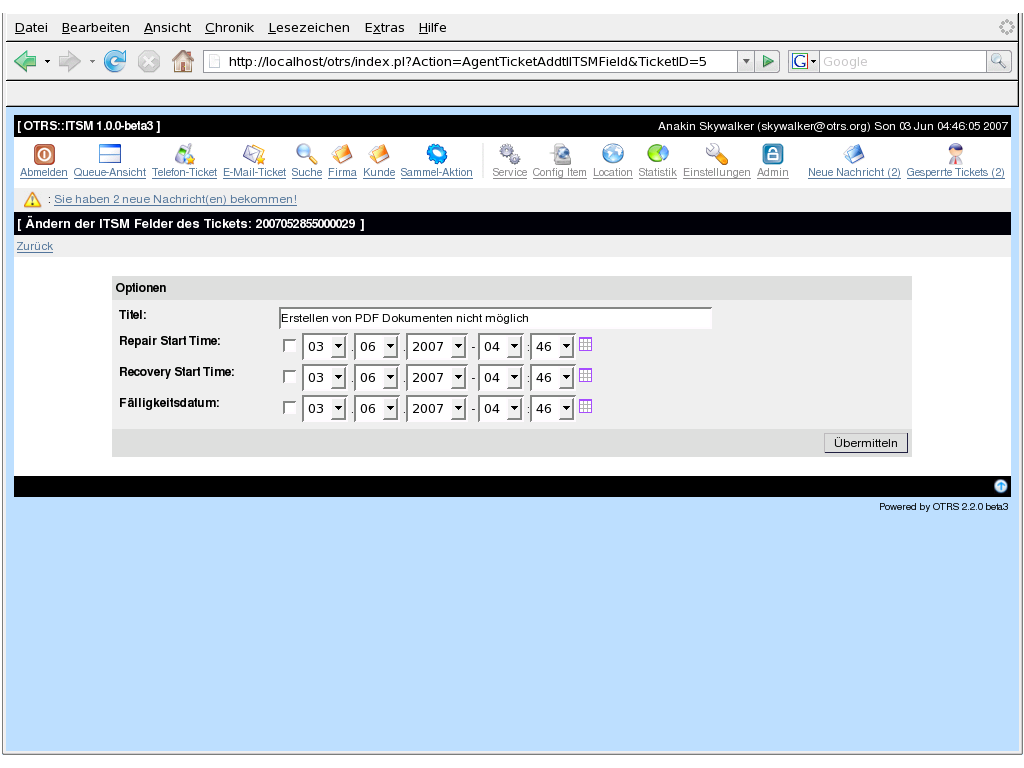 Datei Bearbeiten Ansicht Chronik Lesezeichen Extras Hilfe
http://localhost/otrs/index.pl?Action=AgentTicketAddtlITSMField&TicketID=5 G Google
[ OTRS::ITSM 1.0.0-beta3 ] Anakin Skywalker (skywalker@otrs.org) Son 03 Jun 04:46:05 2007
Abmelden Queue-Ansicht Telefon-Ticket E-Mail-Ticket Suche Firma Kunde Sammel-Aktion Service Config Item Location Statistik Einstellungen Admin Neue Nachricht (2) Gesperrte Tickets (2)
: Sie haben 2 neue Nachricht(en) bekommen!
[ Ändern der ITSM Felder des Tickets: 2007052855000029 ]
Zurück
Optionen
Titel: Erstellen von PDF Dokumenten nicht möglich
Repair Start Time: 03 . 06 . 2007 - 04 : 46
Recovery Start Time: 03 . 06 . 2007 - 04 : 46
Fälligkeitsdatum: 03 . 06 . 2007 - 04 : 46
Übermitteln
Powered by OTRS 2.2.0 beta3